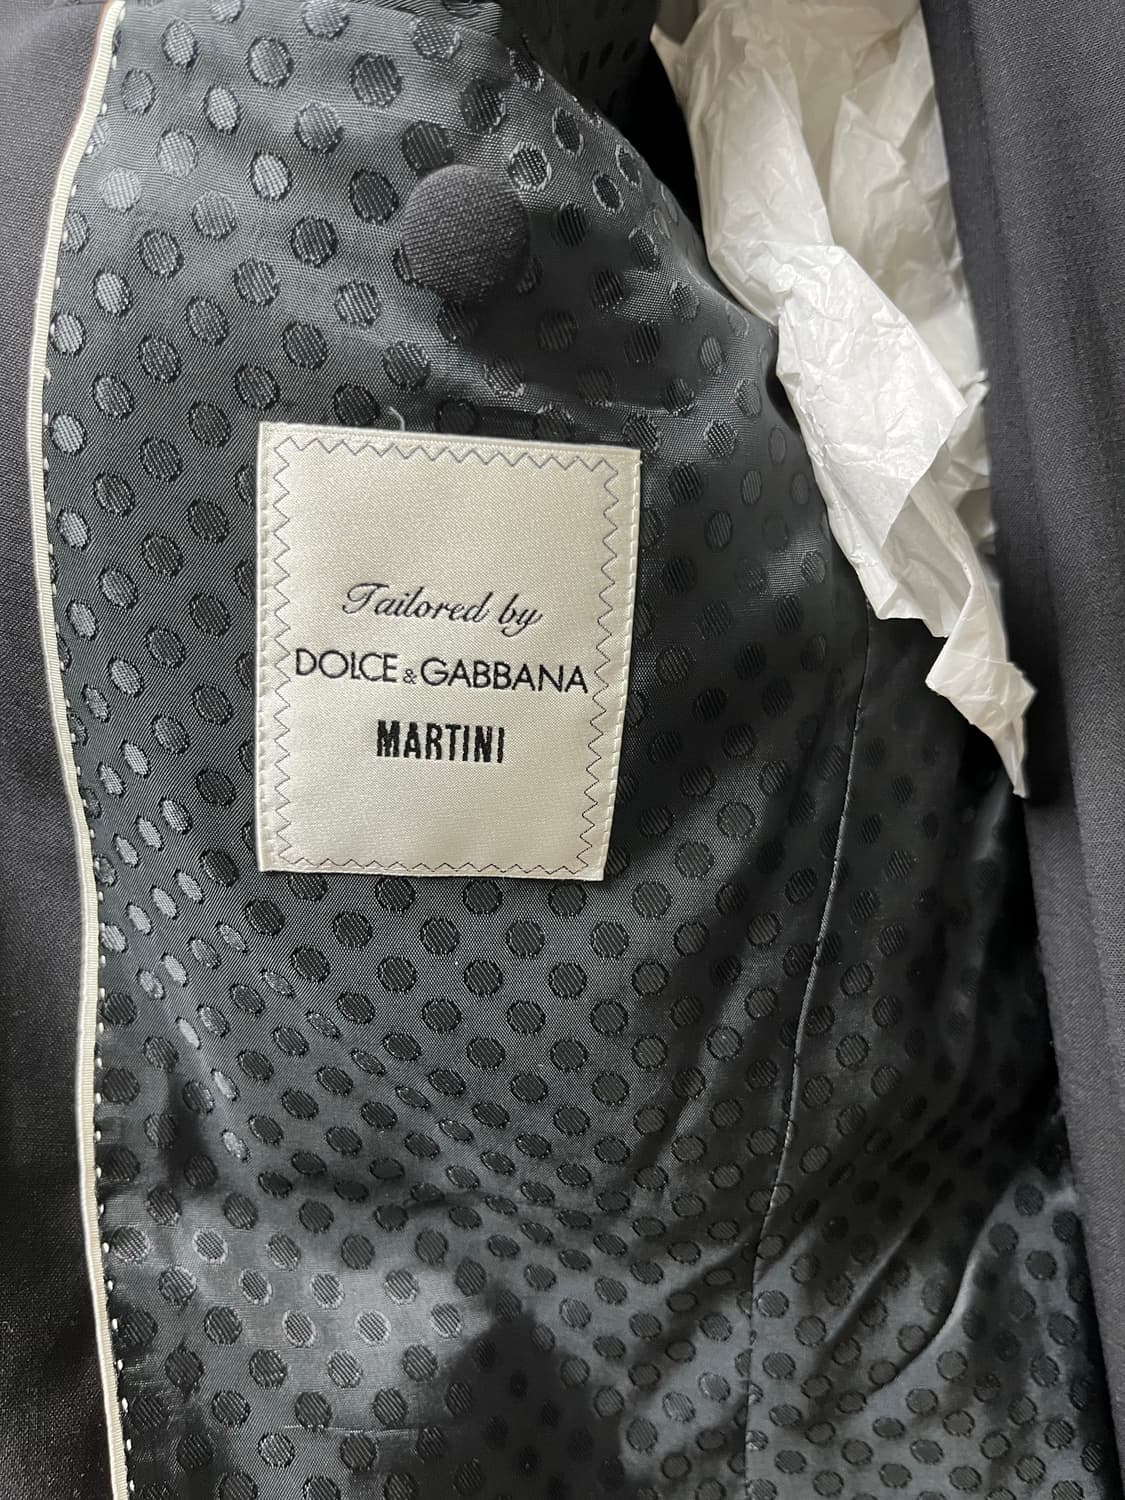 Tailored by
DOLCE & GABBANA
MARTINI